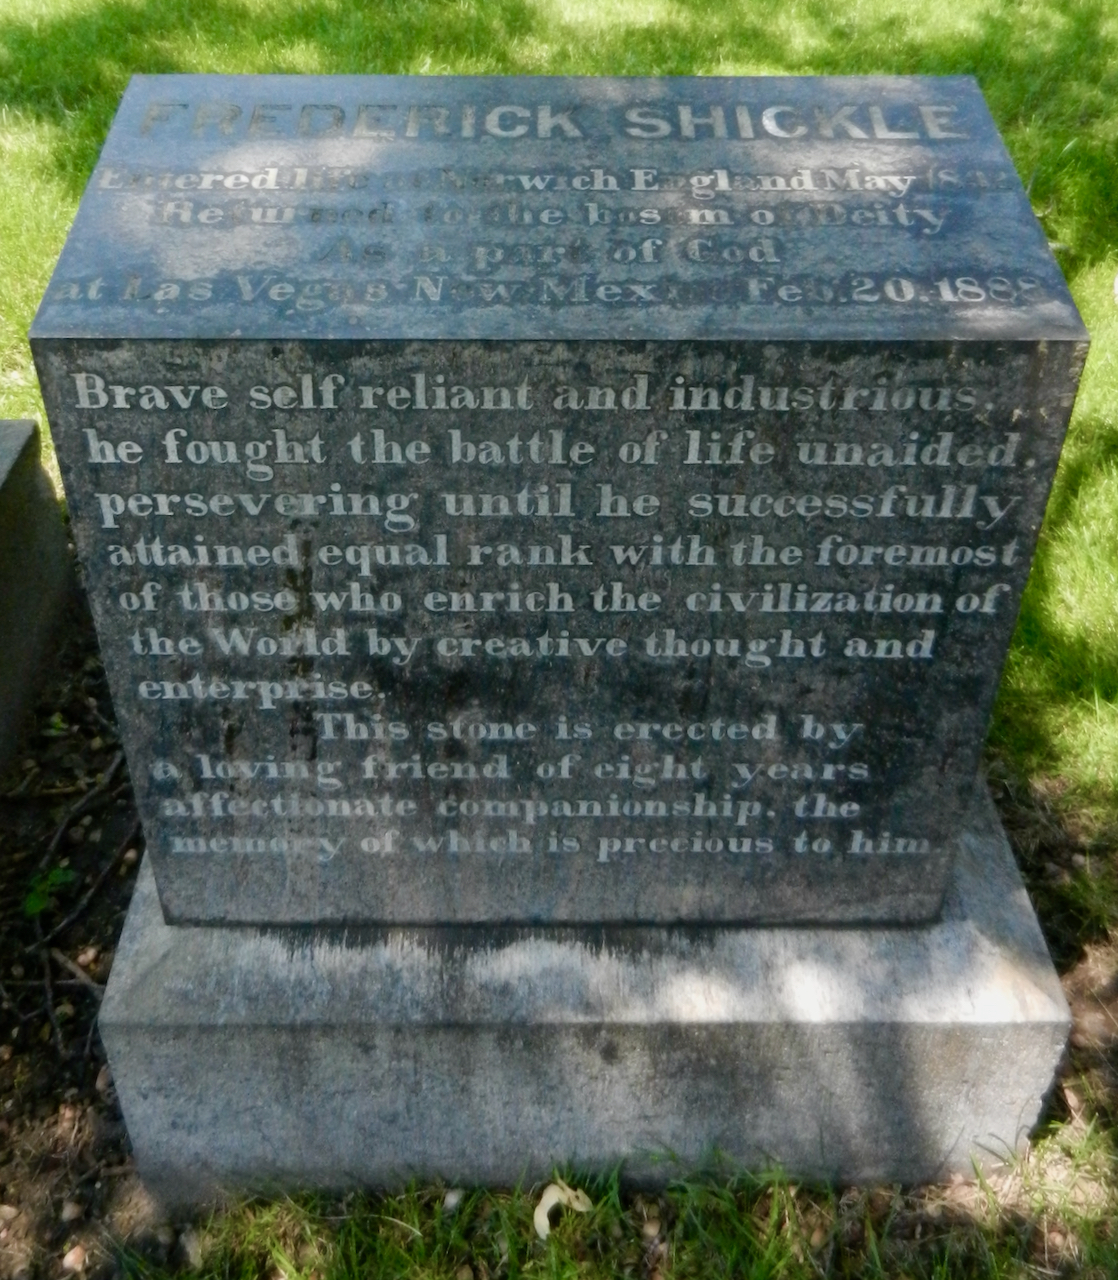 FREDERICK SHICKLE
Entered life at Norwich England May 1842
Returned to the bosom of Deity
As a part of God
at Las Vegas New Mexico Feb. 20. 1888
Brave self reliant and industrious,
he fought the battle of life unaided,
persevering until he successfully
attained equal rank with the foremost
of those who enrich the civilization of
the World by creative thought and
enterprise.
This stone is erected by
a loving friend of eight years
affectionate companionship, the
memory of which is precious to him